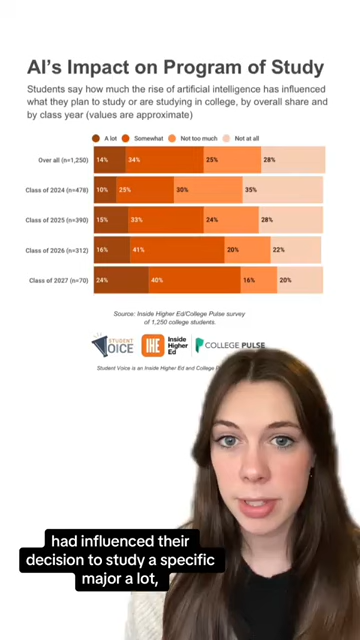 AI's Impact on Program of Study
Students say how much the rise of artificial intelligence has influenced
what they plan to study or are studying in college, by overall share and
by class year (values are approximate)
A lot Somewhat Not too much Not at all
Over all (n=1,250) 14% 34% 25% 28%
Class of 2024 (n=478) 10% 25% 30% 35%
Class of 2025 (n=390) 15% 33% 24% 28%
Class of 2026 (n=312) 16% 41% 20% 22%
Class of 2027 (n=70) 24% 40% 16% 20%
Source: Inside Higher Ed/College Pulse survey
of 1,250 college students.
STUDENT
VOICE
IHE
Inside
Higher
Ed
COLLEGE PULSE
Student Voice is an Inside Higher Ed and College
had influenced their
decision to study a specific
major a lot,